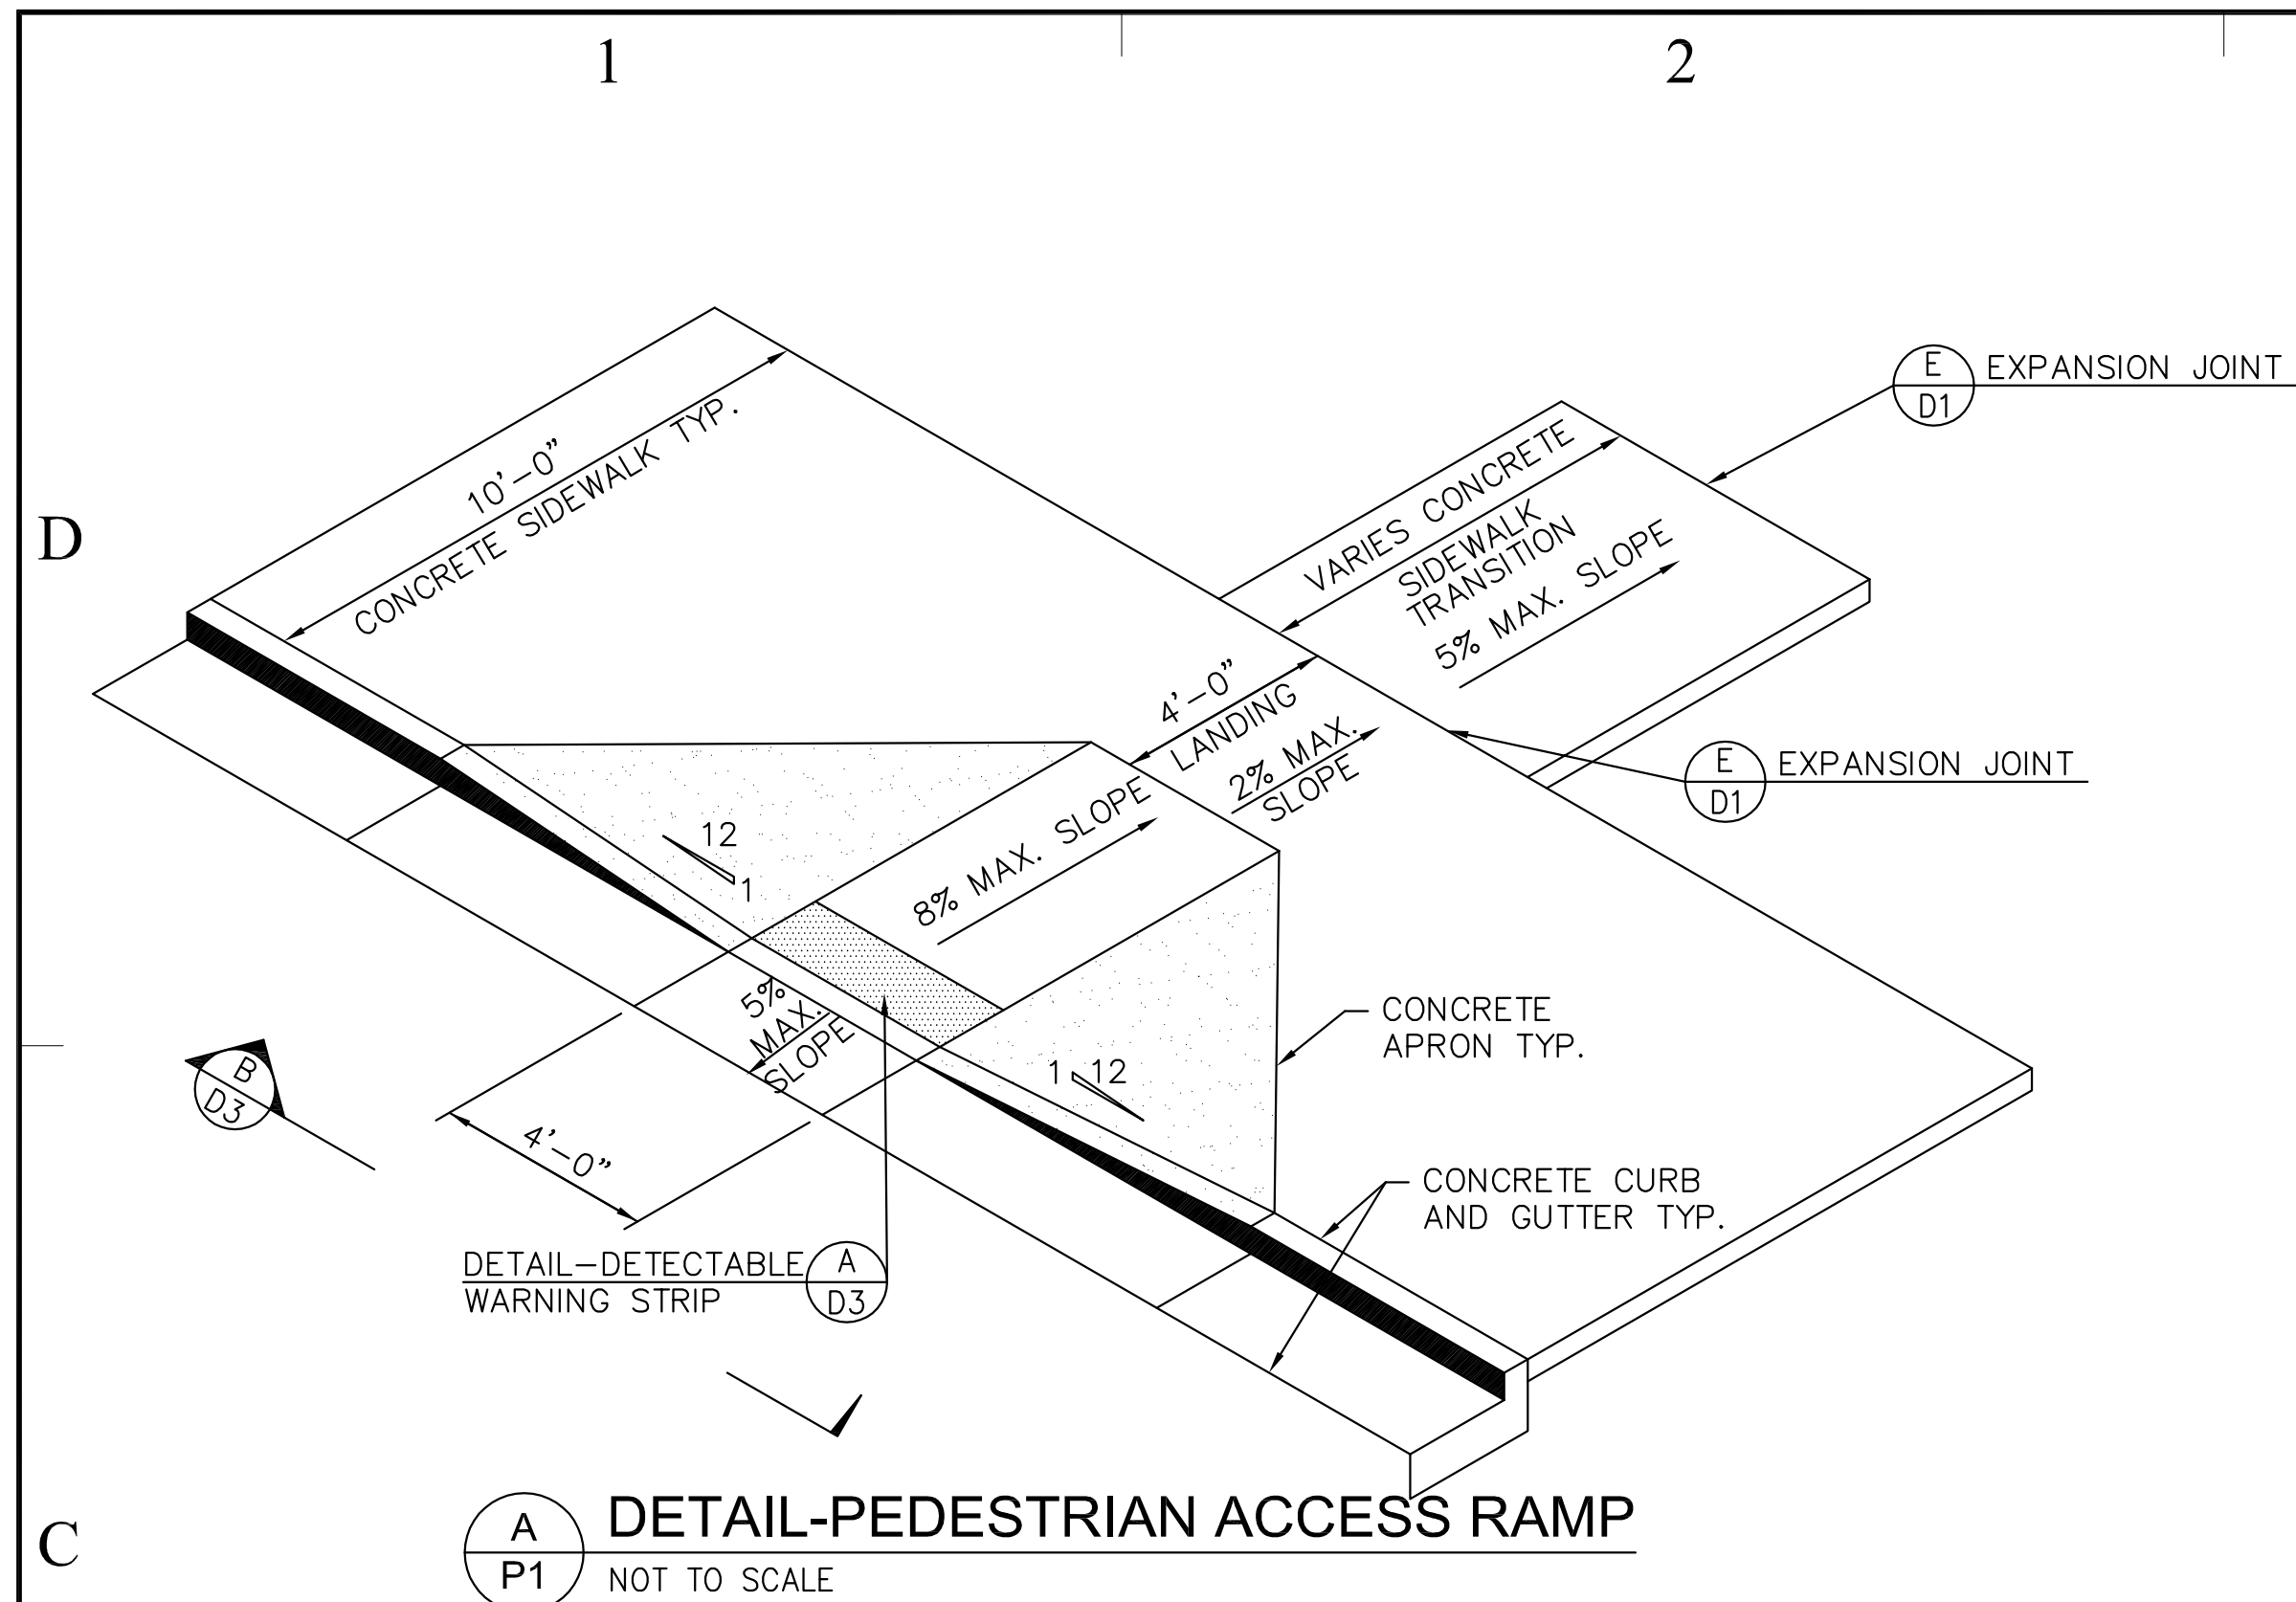 1
2
D
C
10'-0"
CONCRETE SIDEWALK TYP.
VARIES CONCRETE
SIDEWALK
TRANSITION
5% MAX. SLOPE
E
D1
EXPANSION JOINT
4'-0"
LANDING
2% MAX.
SLOPE
E
D1
EXPANSION JOINT
12
1
8% MAX. SLOPE
5%
MAX.
SLOPE
1
12
CONCRETE
APRON TYP.
B
D3
4'-0"
CONCRETE CURB
AND GUTTER TYP.
DETAIL-DETECTABLE
WARNING STRIP
A
D3
A
P1
DETAIL-PEDESTRIAN ACCESS RAMP
NOT TO SCALE